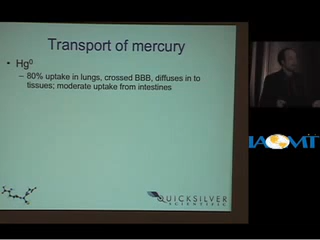 Transport of mercury
• Hg⁰
– 80% uptake in lungs, crossed BBB, diffuses in to
tissues; moderate uptake from intestines
QUICKSILVER
SCIENTIFIC
IAOMT